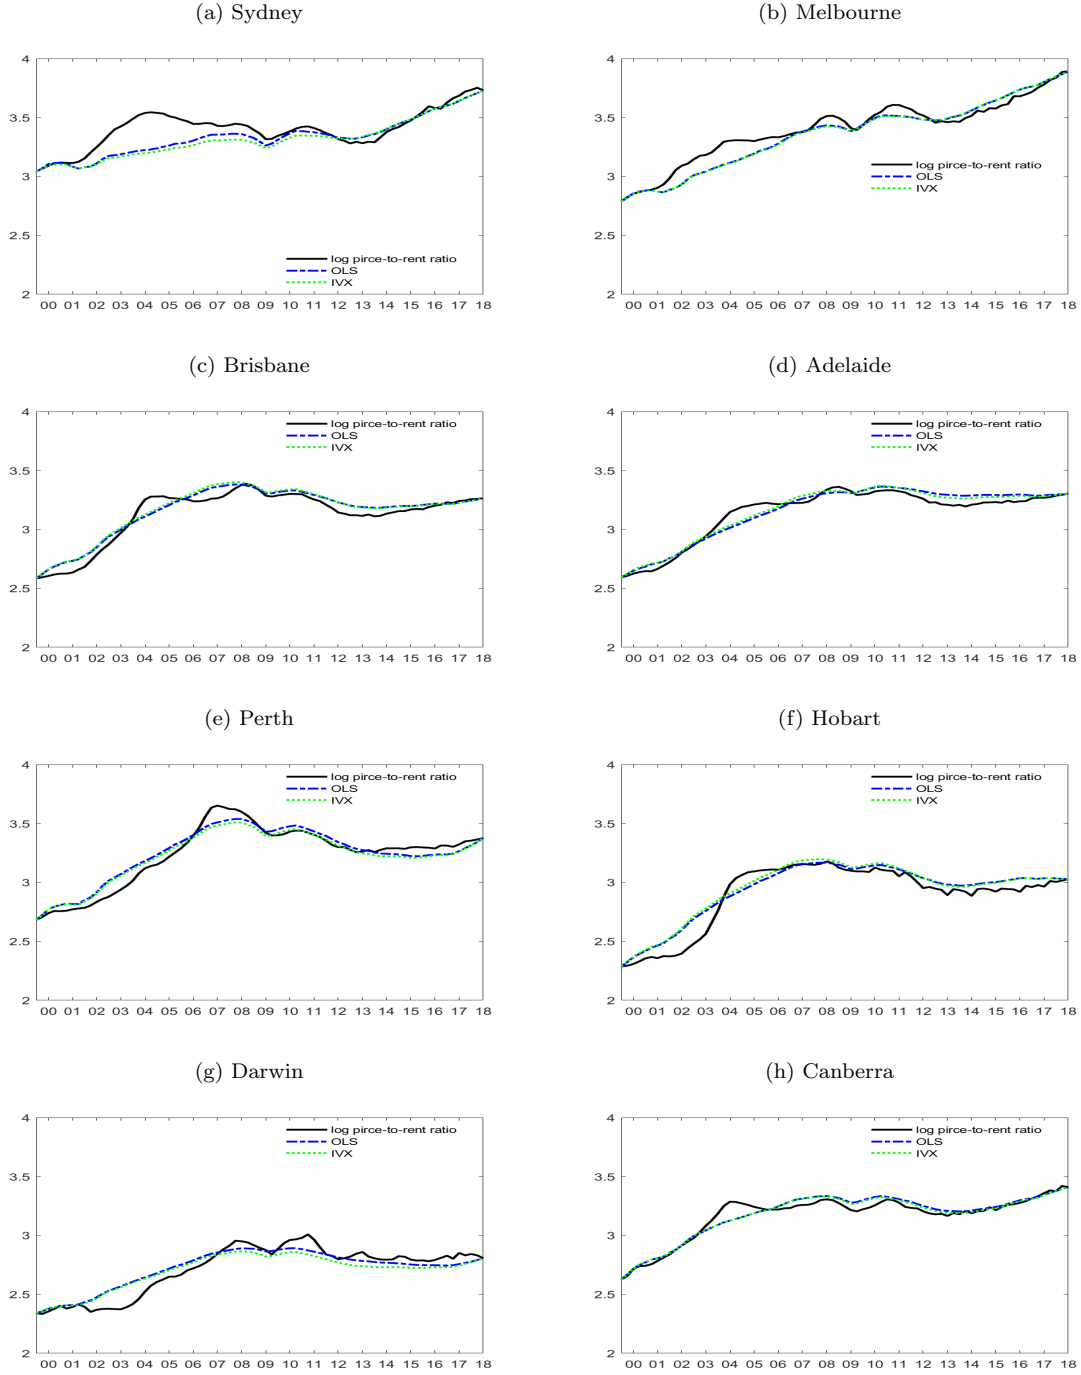 (a) Sydney
4
3.5
3
2.5
2
log pirce-to-rent ratio
OLS
IVX
00 01 02 03 04 05 06 07 08 09 10 11 12 13 14 15 16 17 18
(b) Melbourne
4
3.5
3
2.5
2
log pirce-to-rent ratio
OLS
IVX
00 01 02 03 04 05 06 07 08 09 10 11 12 13 14 15 16 17 18
(c) Brisbane
4
3.5
3
2.5
2
log pirce-to-rent ratio
OLS
IVX
00 01 02 03 04 05 06 07 08 09 10 11 12 13 14 15 16 17 18
(d) Adelaide
4
3.5
3
2.5
2
log pirce-to-rent ratio
OLS
IVX
00 01 02 03 04 05 06 07 08 09 10 11 12 13 14 15 16 17 18
(e) Perth
4
3.5
3
2.5
2
log pirce-to-rent ratio
OLS
IVX
00 01 02 03 04 05 06 07 08 09 10 11 12 13 14 15 16 17 18
(f) Hobart
4
3.5
3
2.5
2
log pirce-to-rent ratio
OLS
IVX
00 01 02 03 04 05 06 07 08 09 10 11 12 13 14 15 16 17 18
(g) Darwin
4
3.5
3
2.5
2
log pirce-to-rent ratio
OLS
IVX
00 01 02 03 04 05 06 07 08 09 10 11 12 13 14 15 16 17 18
(h) Canberra
4
3.5
3
2.5
2
log pirce-to-rent ratio
OLS
IVX
00 01 02 03 04 05 06 07 08 09 10 11 12 13 14 15 16 17 18